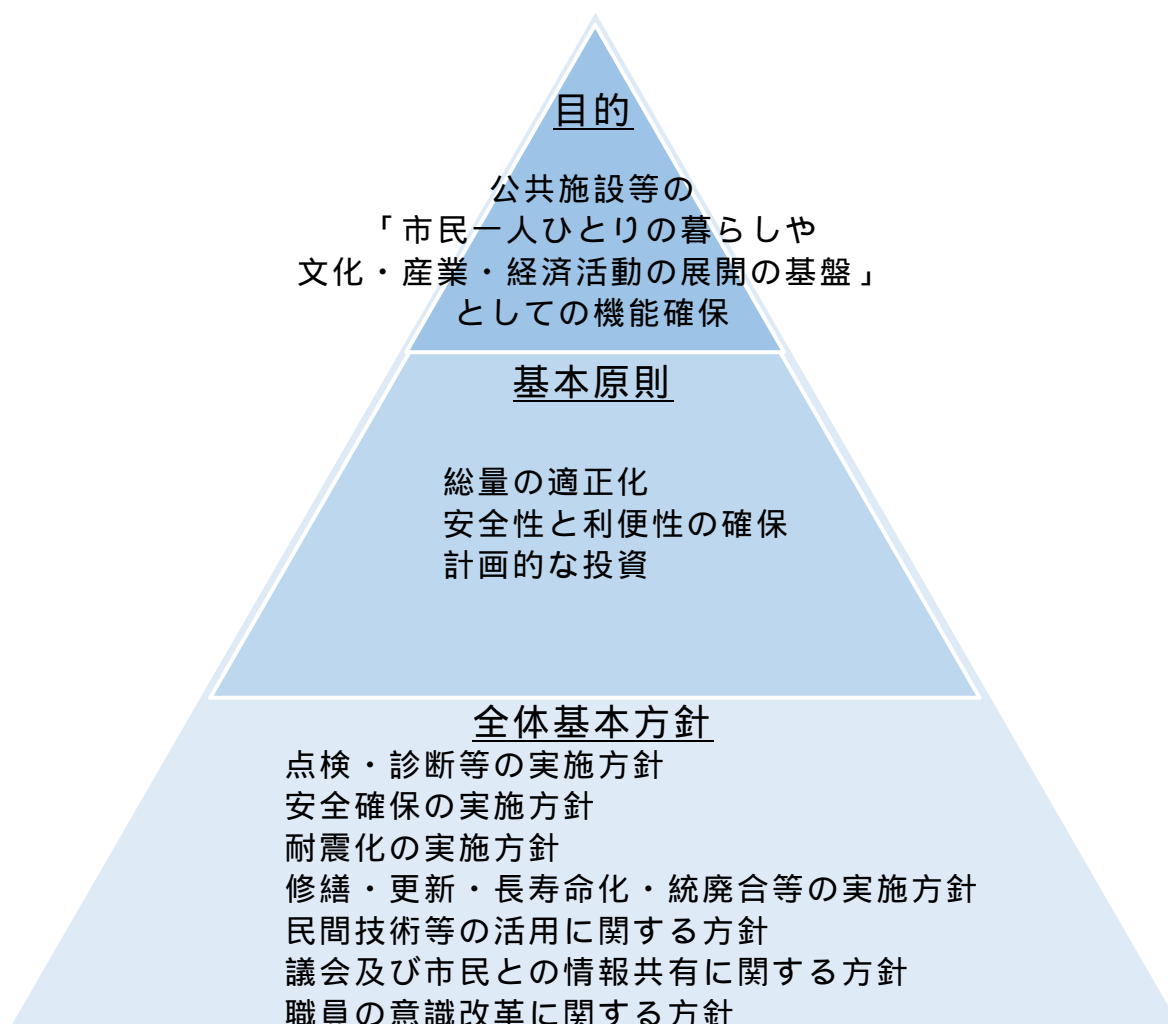 目的
公共施設等の
「市民一人ひとりの暮らしや
文化・産業・経済活動の展開の基盤」
としての機能確保
基本原則
総量の適正化
安全性と利便性の確保
計画的な投資
全体基本方針
点検・診断等の実施方針
安全確保の実施方針
耐震化の実施方針
修繕・更新・長寿命化・統廃合等の実施方針
民間技術等の活用に関する方針
議会及び市民との情報共有に関する方針
職員の意識改革に関する方針